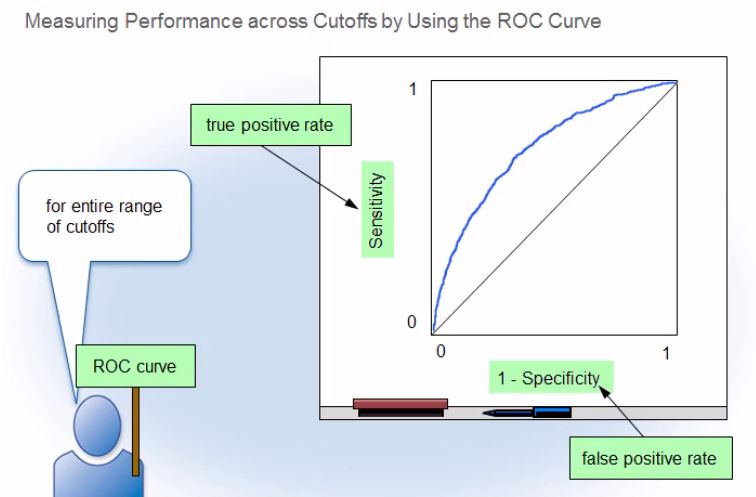 Measuring Performance across Cutoffs by Using the ROC Curve
true positive rate
1
Sensitivity
for entire range
of cutoffs
0
0
1
ROC curve
1 - Specificity
false positive rate